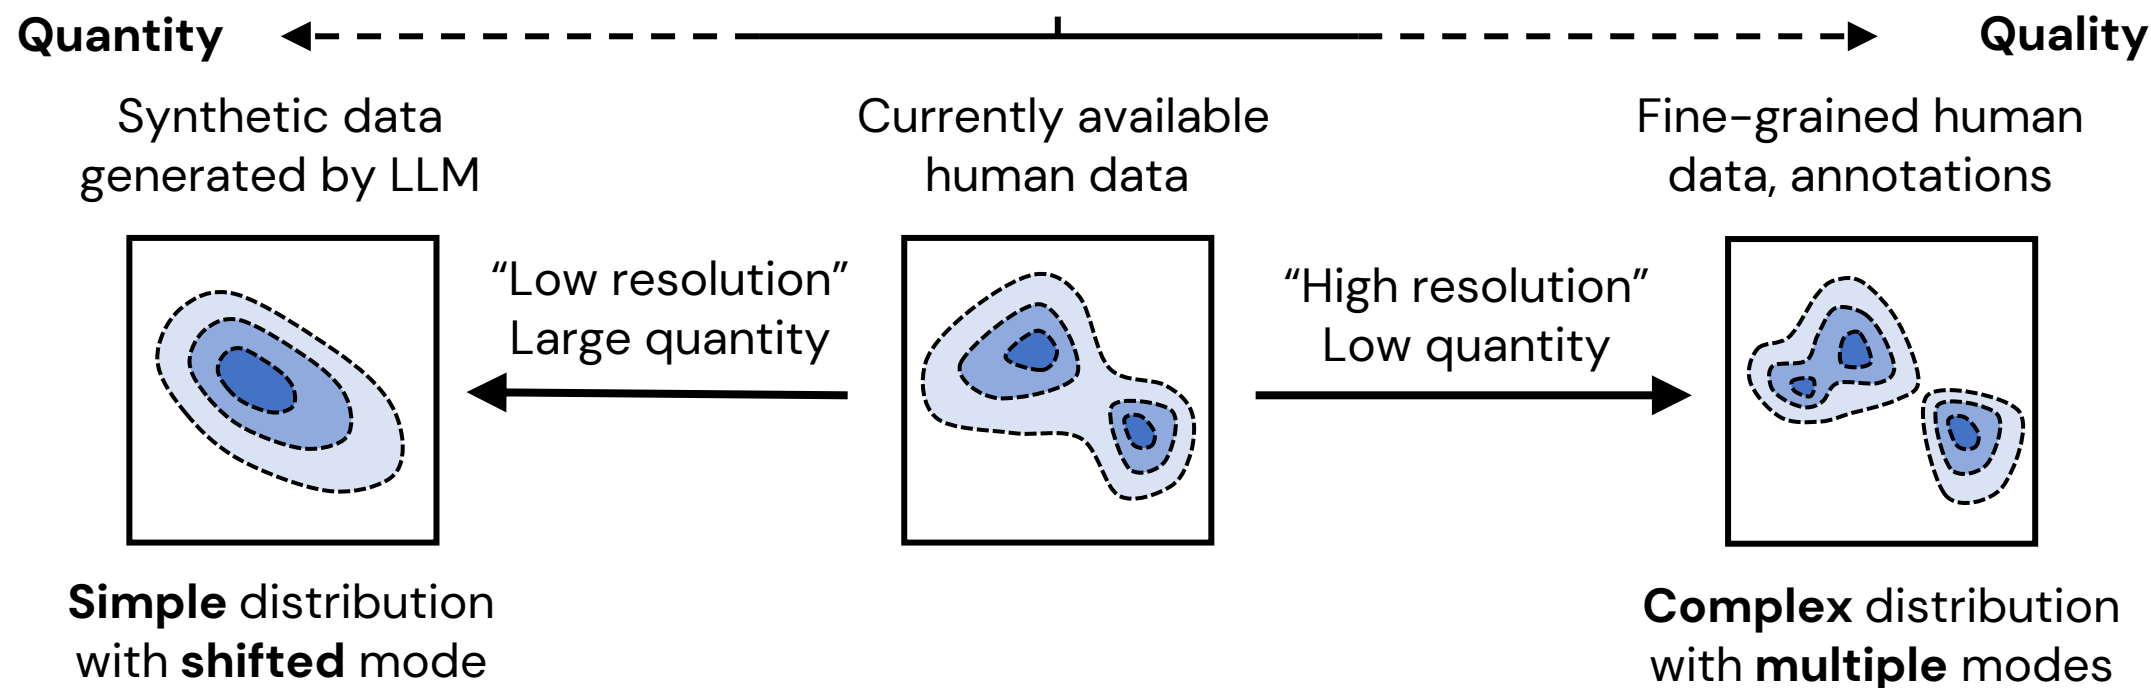 Quantity
Quality
Synthetic data
generated by LLM
Currently available
human data
Fine-grained human
data, annotations
“Low resolution”
Large quantity
“High resolution”
Low quantity
Simple distribution
with shifted mode
Complex distribution
with multiple modes